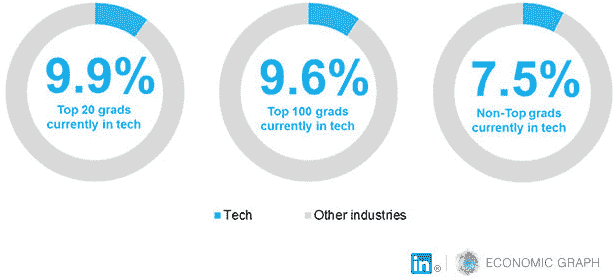 9.9%
Top 20 grads
currently in tech
9.6%
Top 100 grads
currently in tech
7.5%
Non-Top grads
currently in tech
Tech
Other industries
in® ECONOMIC GRAPH